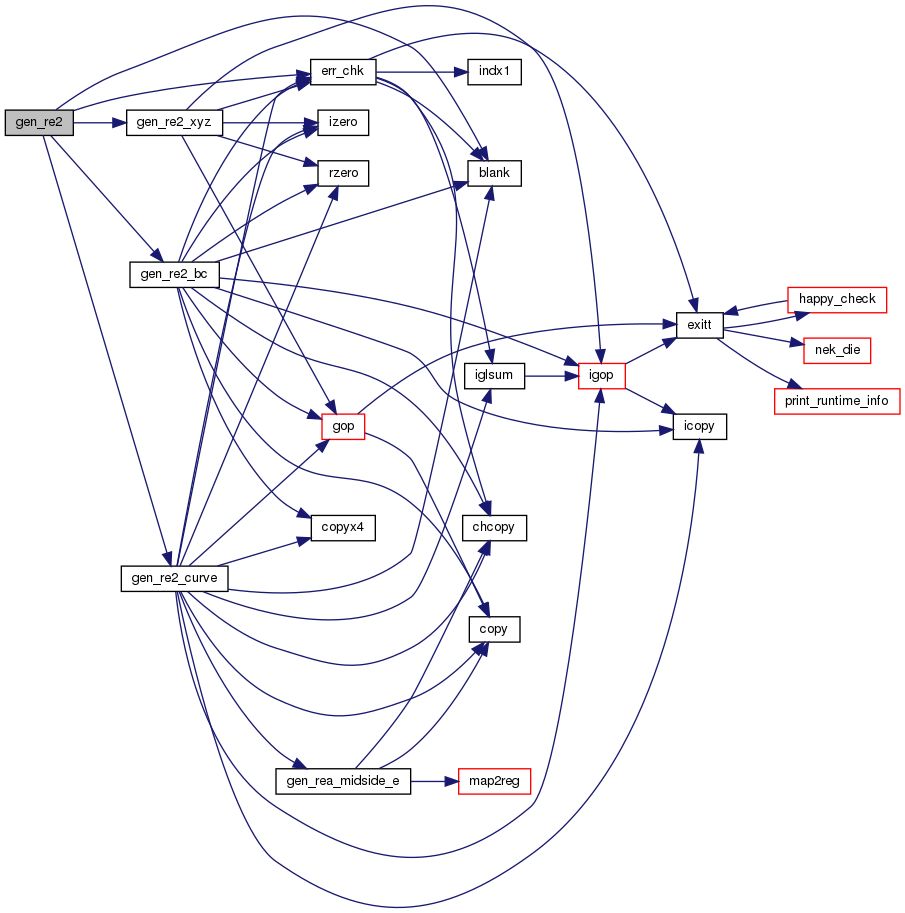 gen_re2
gen_re2_xyz
err_chk
indx1
izero
rzero
blank
gen_re2_bc
exitt
happy_check
nek_die
print_runtime_info
iglsum
igop
icopy
gop
copyx4
chcopy
gen_re2_curve
copy
gen_rea_midside_e
map2reg